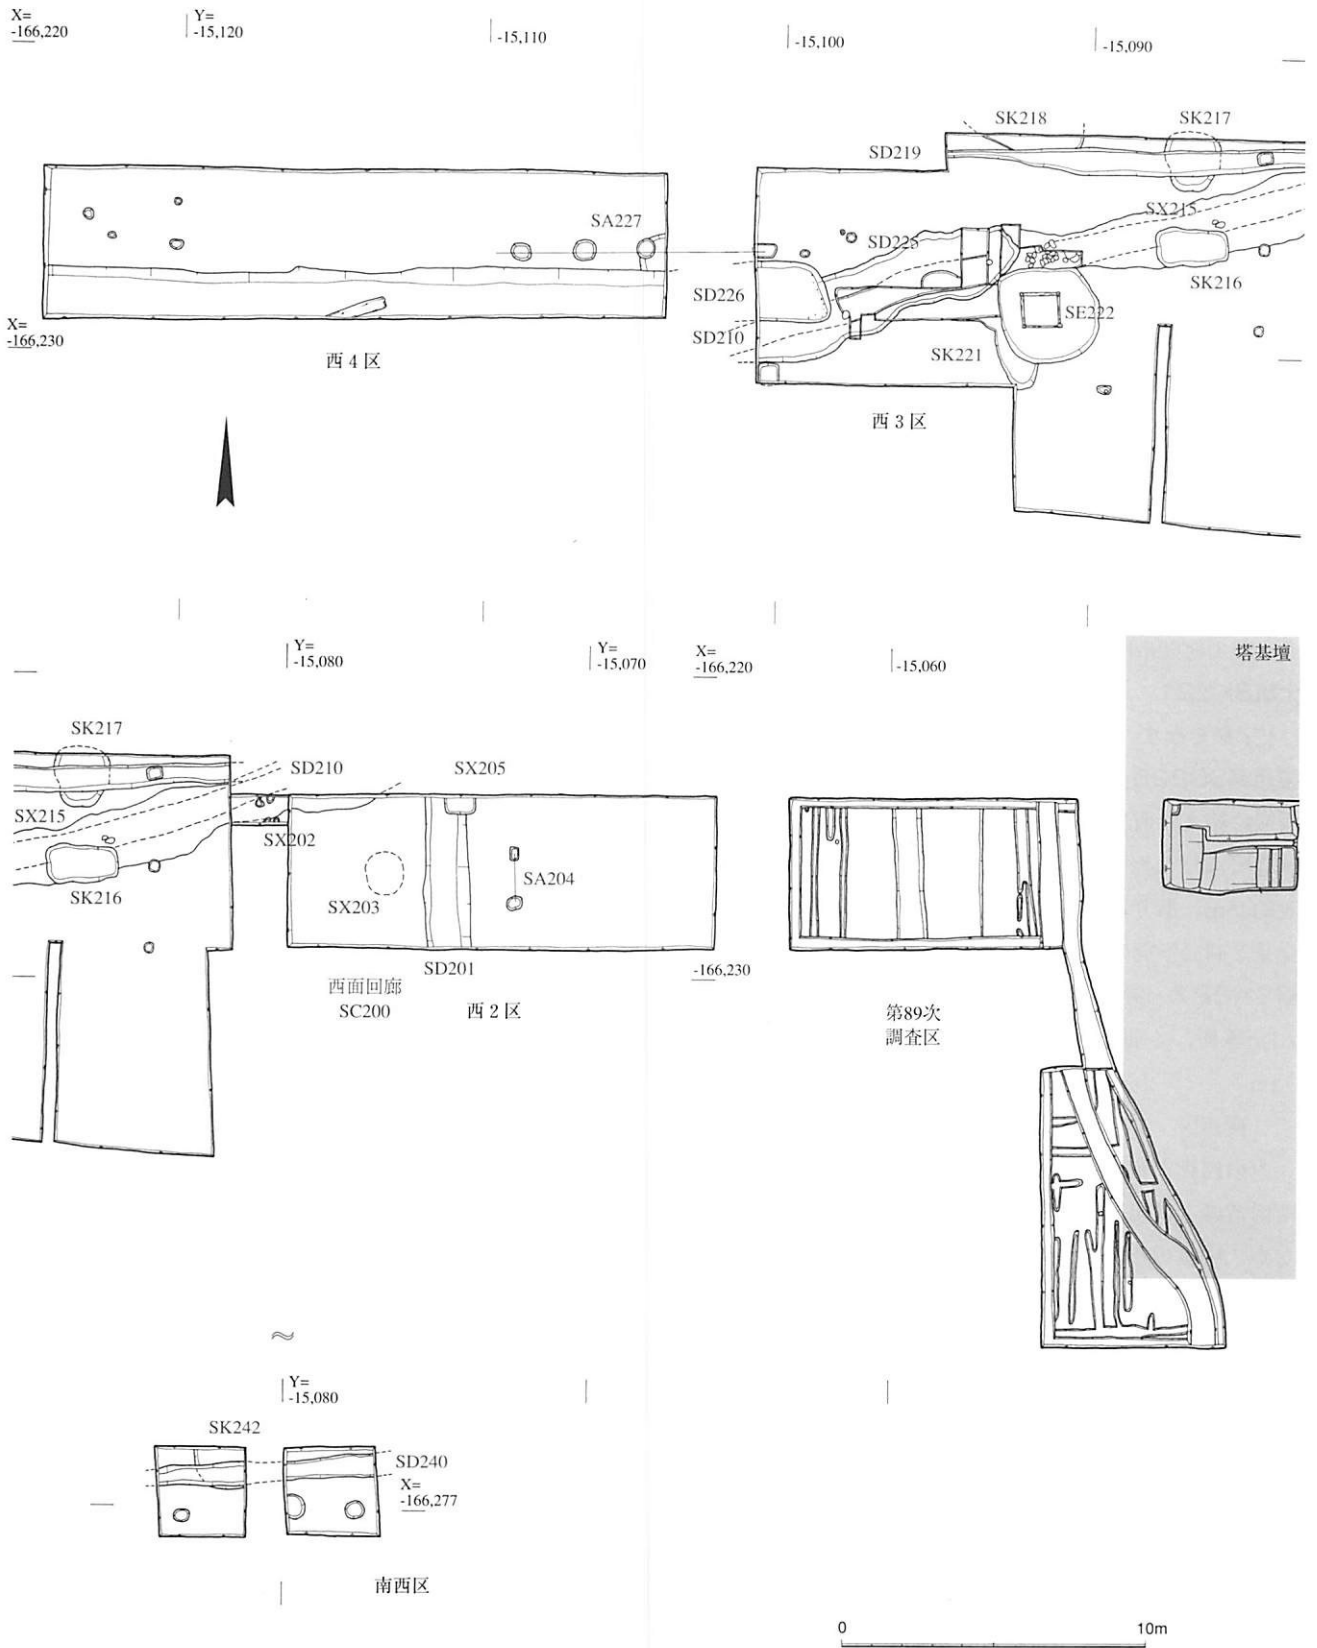 X=
-166,220
Y=
-15,120
-15,110
-15,100
-15,090
SK218
SK217
SD219
SA227
SX215
SD225
SD226
SK216
SD210
SE222
X=
-166,230
SK221
西4区
西3区
Y=
-15,080
Y=
-15,070
X=
-166,220
-15,060
塔基壇
SK217
SD210
SX205
SX215
SX202
SA204
SK216
SX203
SD201
-166,230
西面回廊
SC200
西2区
第89次
調査区
Y=
-15,080
SK242
SD240
X=
-166,277
南西区
0
10m